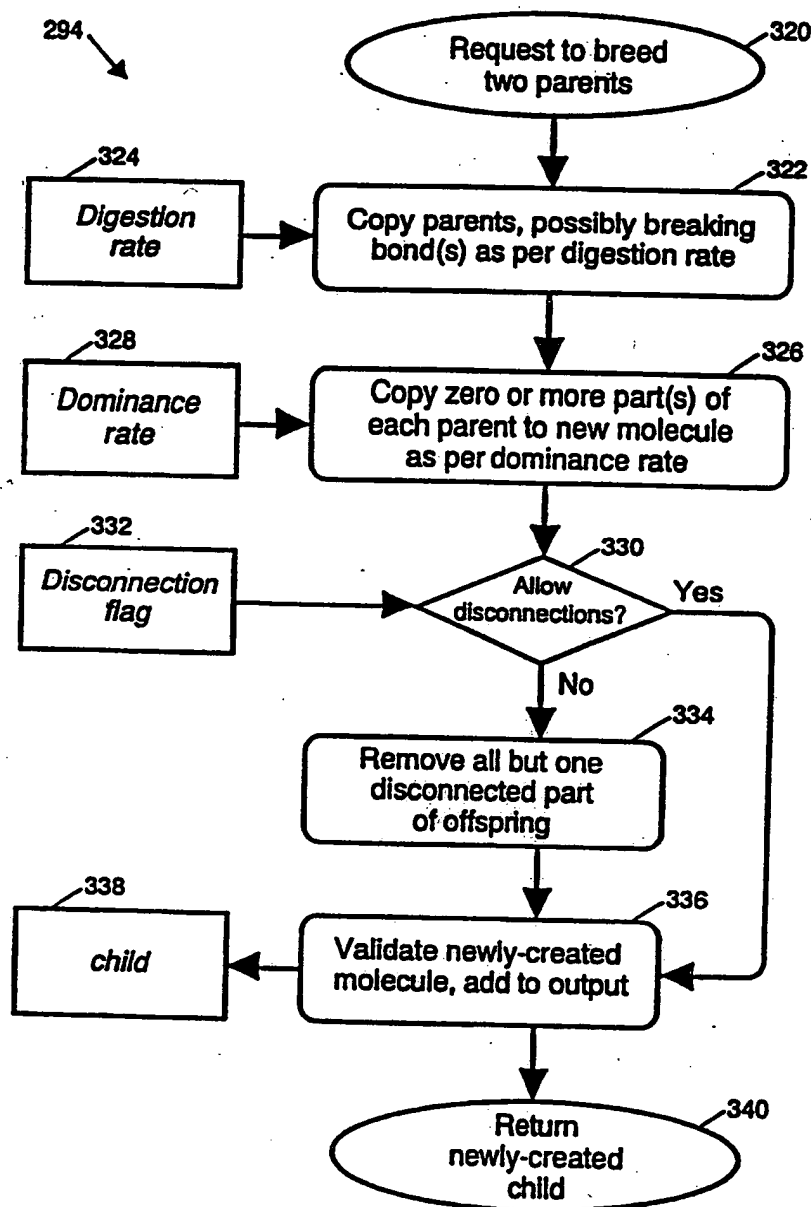 294
320
Request to breed
two parents
324
322
Digestion
rate
Copy parents, possibly breaking
bond(s) as per digestion rate
328
326
Dominance
rate
Copy zero or more part(s) of
each parent to new molecule
as per dominance rate
332
330
Disconnection
flag
Allow
disconnections?
Yes
No
334
Remove all but one
disconnected part
of offspring
338
336
child
Validate newly-created
molecule, add to output
340
Return
newly-created
child